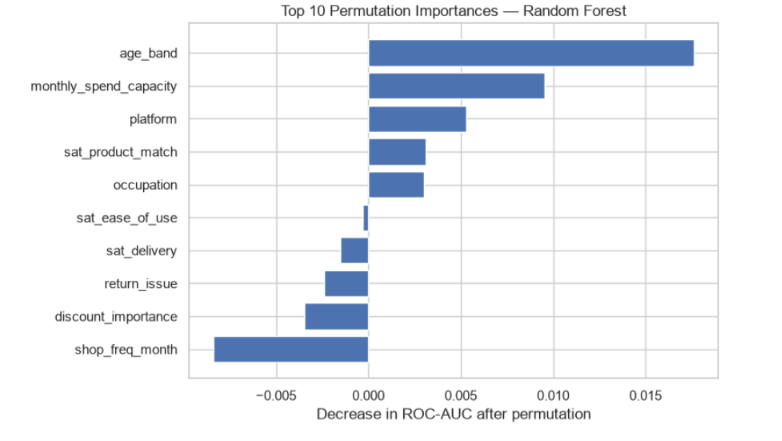 Top 10 Permutation Importances — Random Forest
age_band
monthly_spend_capacity
platform
sat_product_match
occupation
sat_ease_of_use
sat_delivery
return_issue
discount_importance
shop_freq_month
−0.005 0.000 0.005 0.010 0.015
Decrease in ROC-AUC after permutation